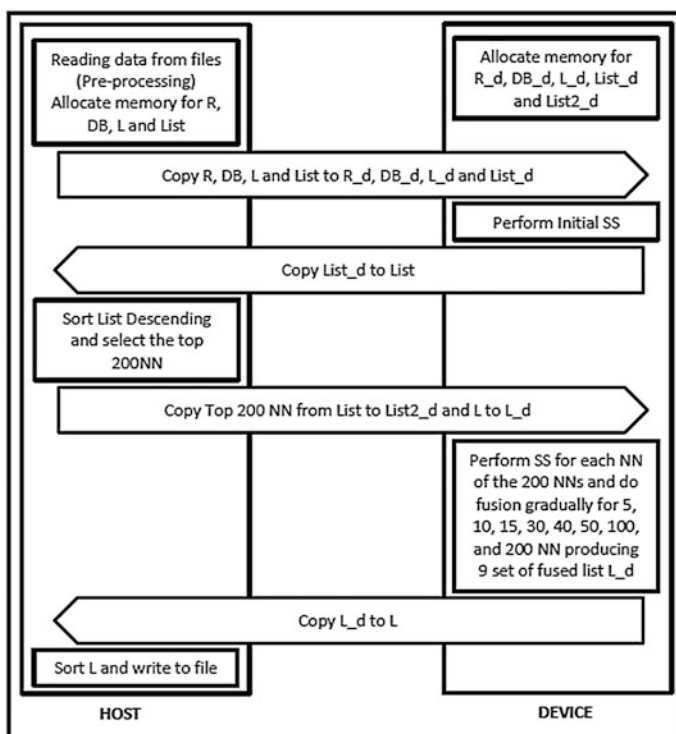 Reading data from files
(Pre-processing)
Allocate memory for R,
DB, L and List
Allocate memory for
R_d, DB_d, L_d, List_d
and List2_d
Copy R, DB, L and List to R_d, DB_d, L_d and List_d
Perform Initial SS
Copy List_d to List
Sort List Descending
and select the top
200NN
Copy Top 200 NN from List to List2_d and L to L_d
Perform SS for each NN
of the 200 NNs and do
fusion gradually for 5,
10, 15, 30, 40, 50, 100,
and 200 NN producing
9 set of fused list L_d
Copy L_d to L
Sort L and write to file
HOST
DEVICE